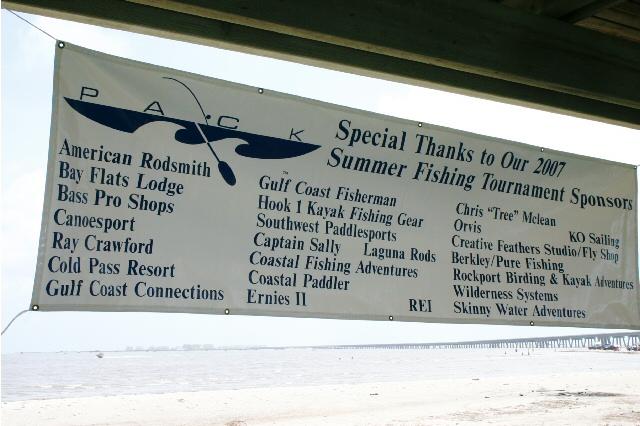 PACK
Special Thanks to Our 2007
Summer Fishing Tournament Sponsors
American Rodsmith
Bay Flats Lodge
Bass Pro Shops
Canoesport
Ray Crawford
Cold Pass Resort
Gulf Coast Connections
Gulf Coast Fisherman
Hook 1 Kayak Fishing Gear
Southwest Paddlesports
Captain Sally Laguna Rods
Coastal Fishing Adventures
Coastal Paddler
Ernies II REI
Chris "Tree" Mclean
Orvis KO Sailing
Creative Feathers Studio/Fly Shop
Berkley/Pure Fishing
Rockport Birding & Kayak Adventures
Wilderness Systems
Skinny Water Adventures